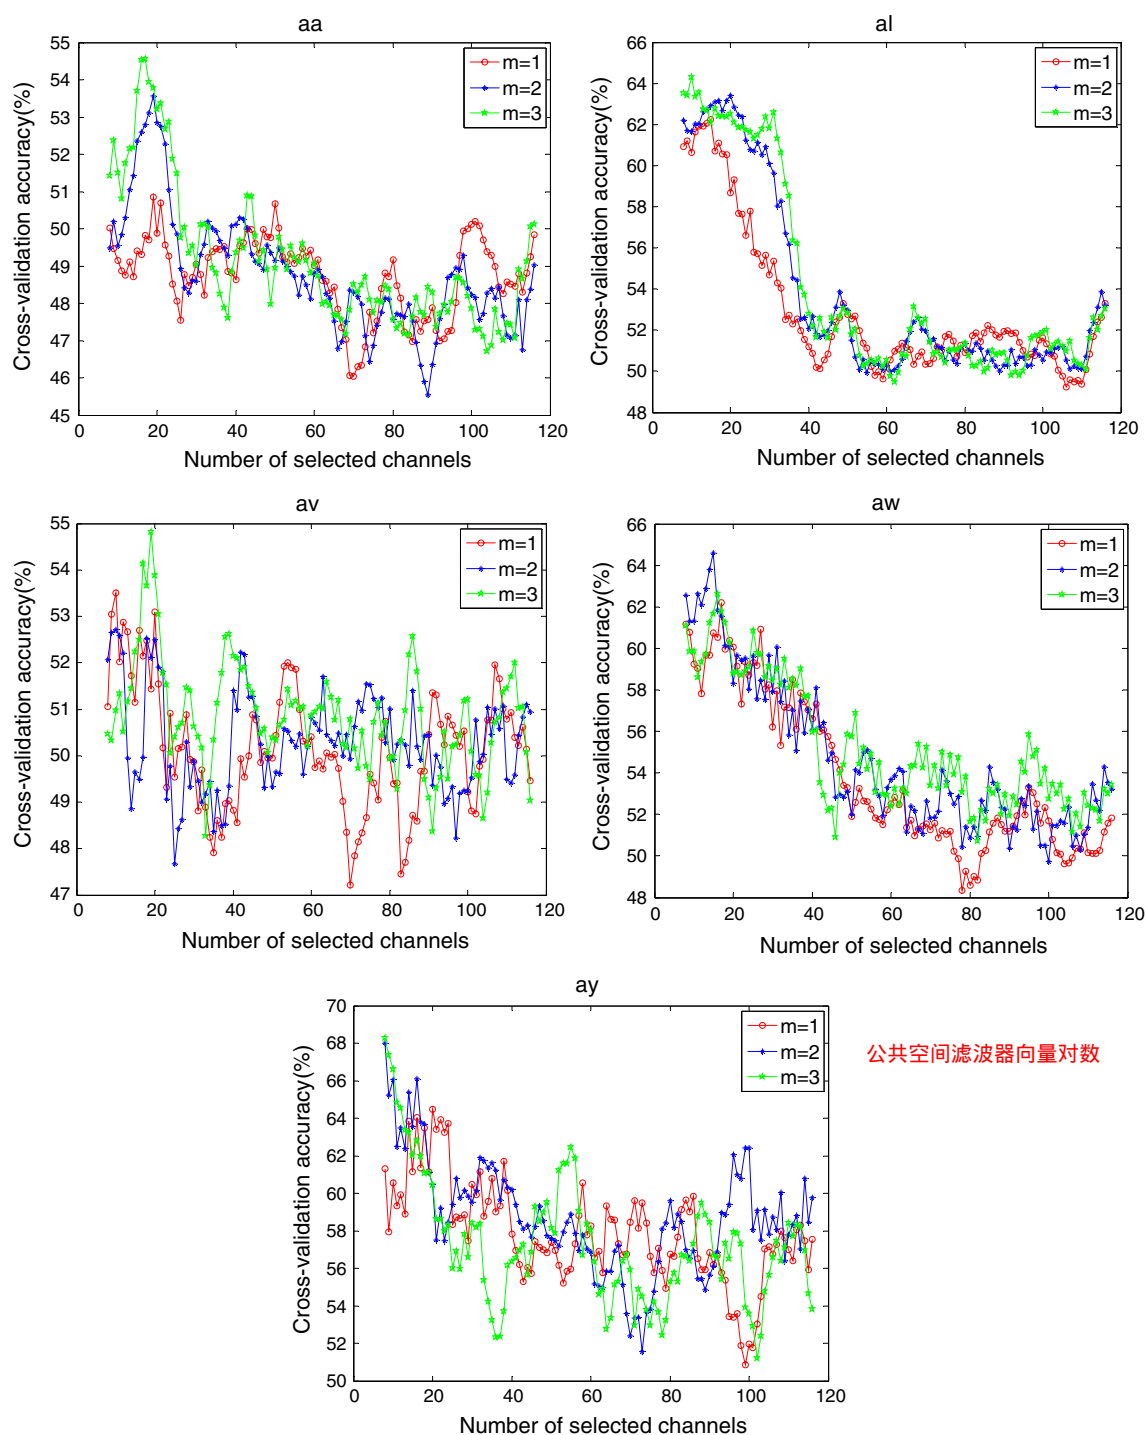 aa
Cross-validation accuracy(%)
55
54
53
52
51
50
49
48
47
46
45
0 20 40 60 80 100 120
Number of selected channels
m=1
m=2
m=3
al
Cross-validation accuracy(%)
66
64
62
60
58
56
54
52
50
48
0 20 40 60 80 100 120
Number of selected channels
m=1
m=2
m=3
av
Cross-validation accuracy(%)
55
54
53
52
51
50
49
48
47
0 20 40 60 80 100 120
Number of selected channels
m=1
m=2
m=3
aw
Cross-validation accuracy(%)
66
64
62
60
58
56
54
52
50
48
0 20 40 60 80 100 120
Number of selected channels
m=1
m=2
m=3
ay
Cross-validation accuracy(%)
70
68
66
64
62
60
58
56
54
52
50
0 20 40 60 80 100 120
Number of selected channels
m=1
m=2
m=3
公共空间滤波器向量对数